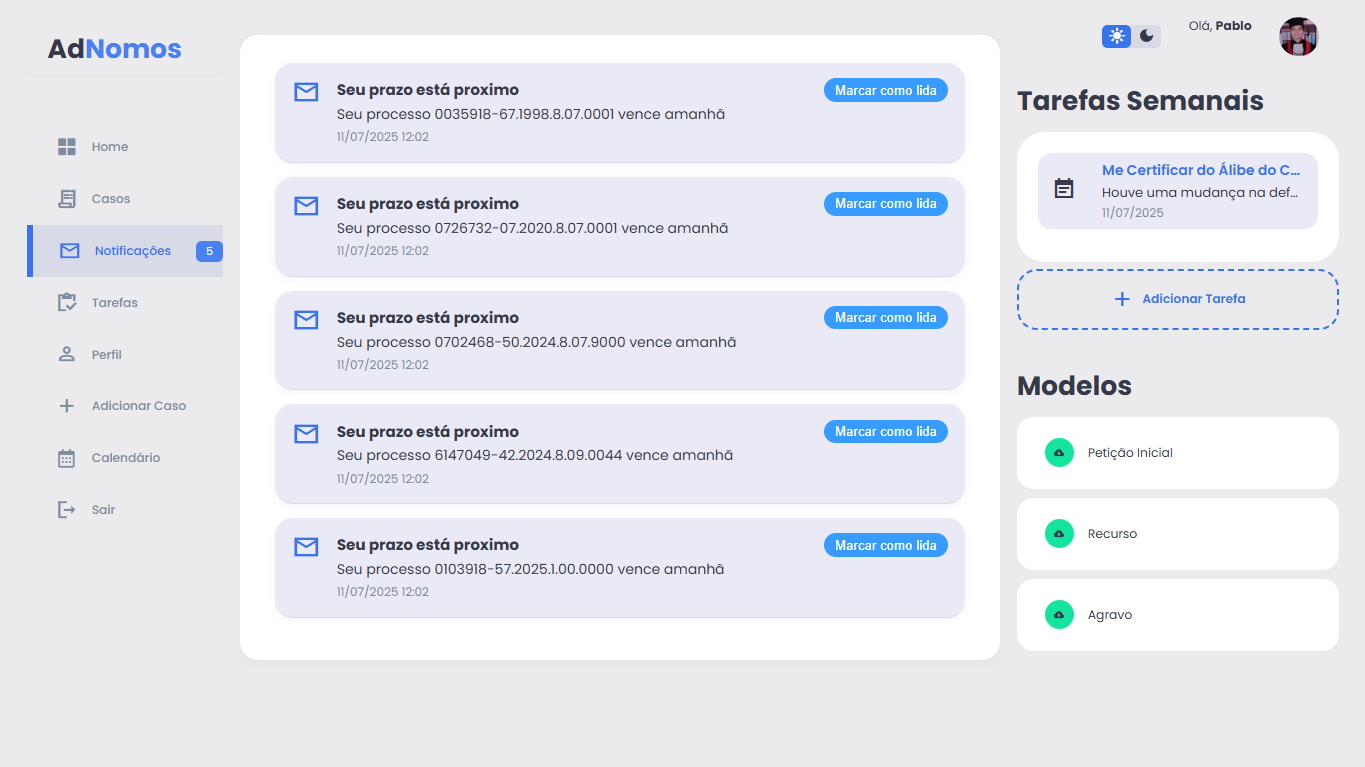 AdNomos
Home
Casos
Notificações 5
Tarefas
Perfil
Adicionar Caso
Calendário
Sair
Seu prazo está proximo
Marcar como lida
Seu processo 0035918-67.1998.8.07.0001 vence amanhã
11/07/2025 12:02
Seu prazo está proximo
Marcar como lida
Seu processo 0726732-07.2020.8.07.0001 vence amanhã
11/07/2025 12:02
Seu prazo está proximo
Marcar como lida
Seu processo 0702468-50.2024.8.07.9000 vence amanhã
11/07/2025 12:02
Seu prazo está proximo
Marcar como lida
Seu processo 6147049-42.2024.8.09.0044 vence amanhã
11/07/2025 12:02
Seu prazo está proximo
Marcar como lida
Seu processo 0103918-57.2025.1.00.0000 vence amanhã
11/07/2025 12:02
Olá, Pablo
Tarefas Semanais
Me Certificar do Álibe do C...
Houve uma mudança na def...
11/07/2025
Adicionar Tarefa
Modelos
Petição Inicial
Recurso
Agravo